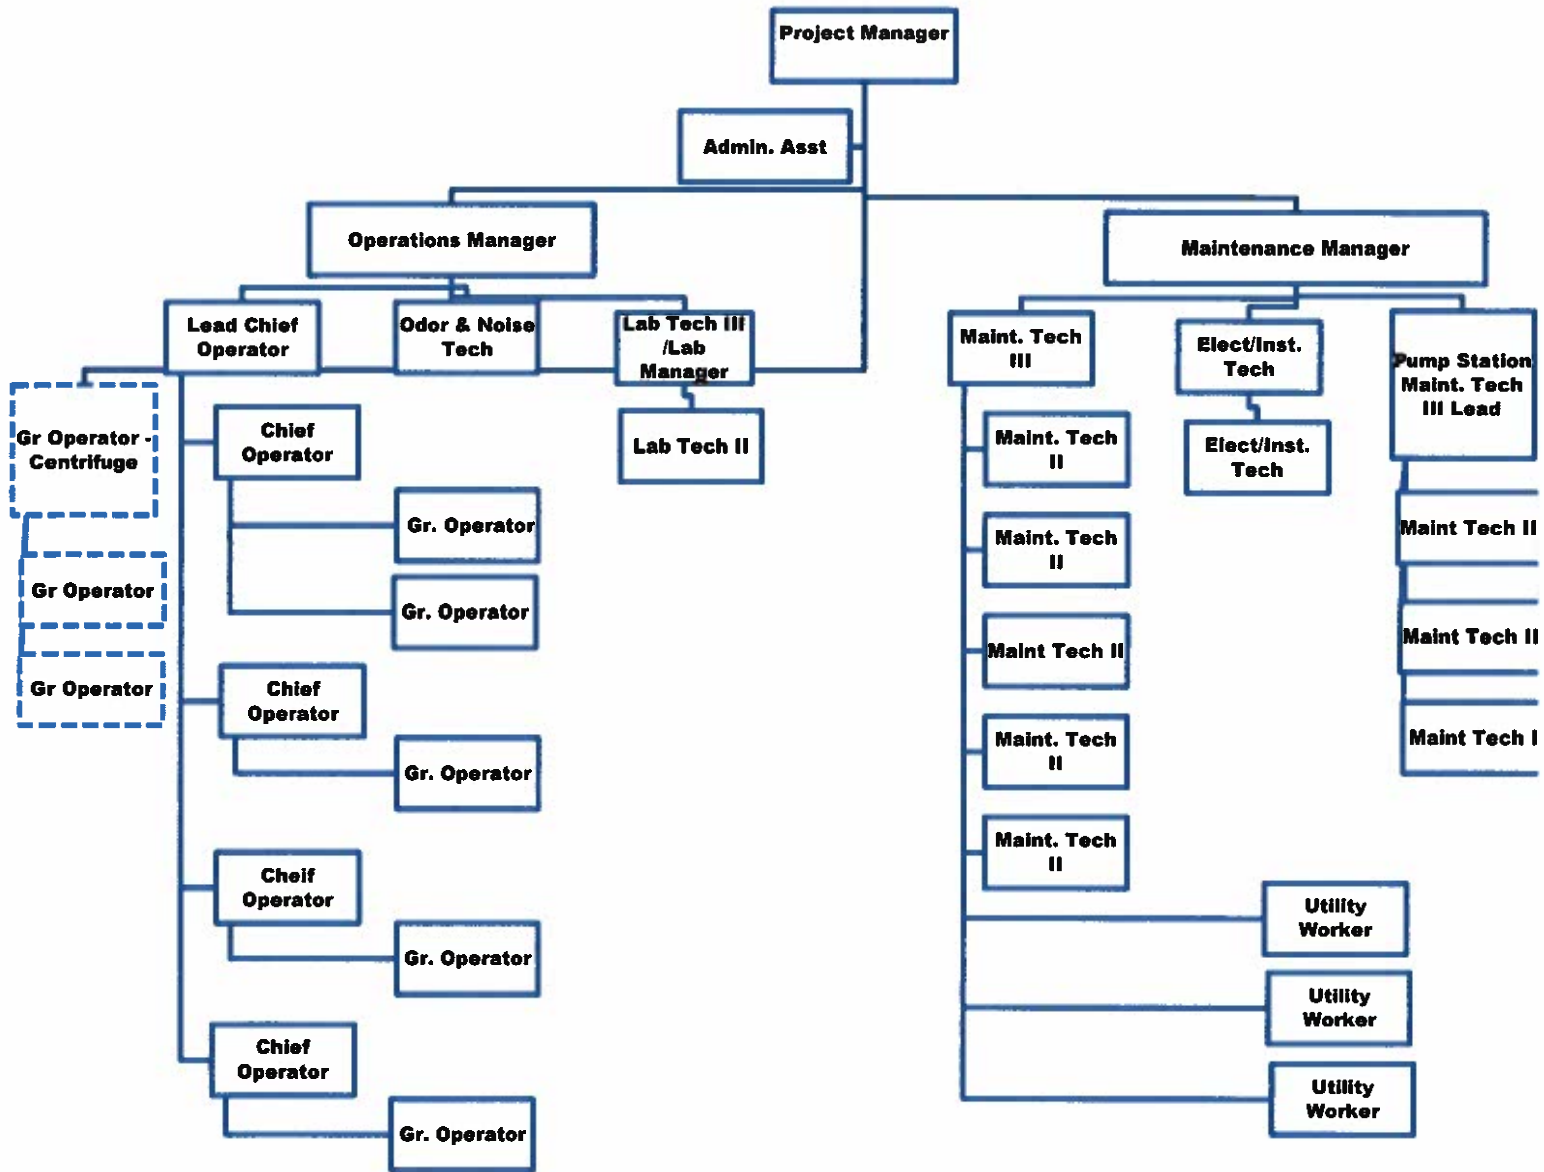 Project Manager
Admin. Asst
Operations Manager
Maintenance Manager
Lead Chief
Operator
Odor & Noise
Tech
Lab Tech III
/Lab
Manager
Lab Tech II
Gr Operator -
Centrifuge
Gr Operator
Gr Operator
Chief
Operator
Gr. Operator
Gr. Operator
Chief
Operator
Gr. Operator
Cheif
Operator
Gr. Operator
Chief
Operator
Gr. Operator
Maint. Tech
III
Maint. Tech
II
Maint. Tech
II
Maint Tech II
Maint. Tech
II
Maint. Tech
II
Utility
Worker
Utility
Worker
Utility
Worker
Elect/Inst.
Tech
Elect/Inst.
Tech
Pump Station
Maint. Tech
III Lead
Maint Tech II
Maint Tech II
Maint Tech I